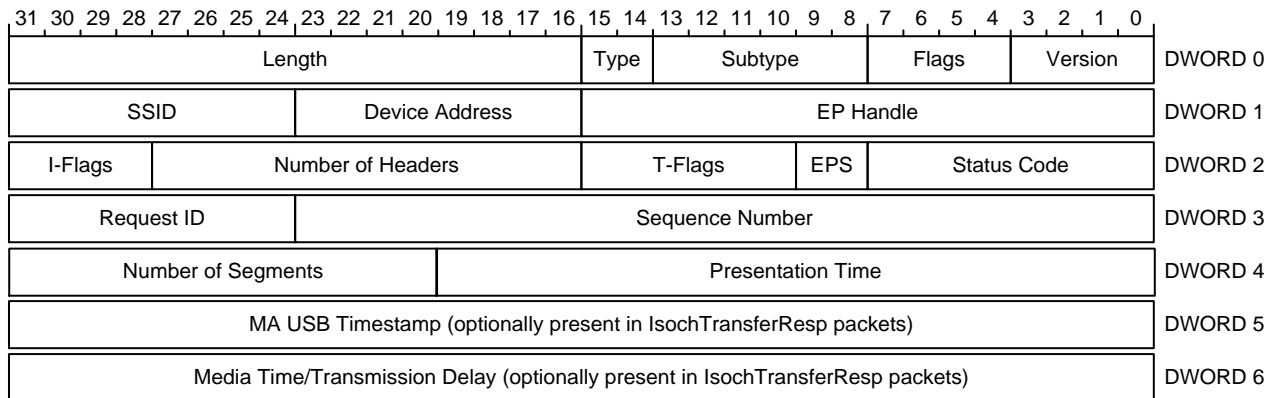 31 30 29 28 27 26 25 24 23 22 21 20 19 18 17 16 15 14 13 12 11 10 9 8 7 6 5 4 3 2 1 0
Length Type Subtype Flags Version DWORD 0
SSID Device Address EP Handle DWORD 1
I-Flags Number of Headers T-Flags EPS Status Code DWORD 2
Request ID Sequence Number DWORD 3
Number of Segments Presentation Time DWORD 4
MA USB Timestamp (optionally present in IsochTransferResp packets) DWORD 5
Media Time/Transmission Delay (optionally present in IsochTransferResp packets) DWORD 6